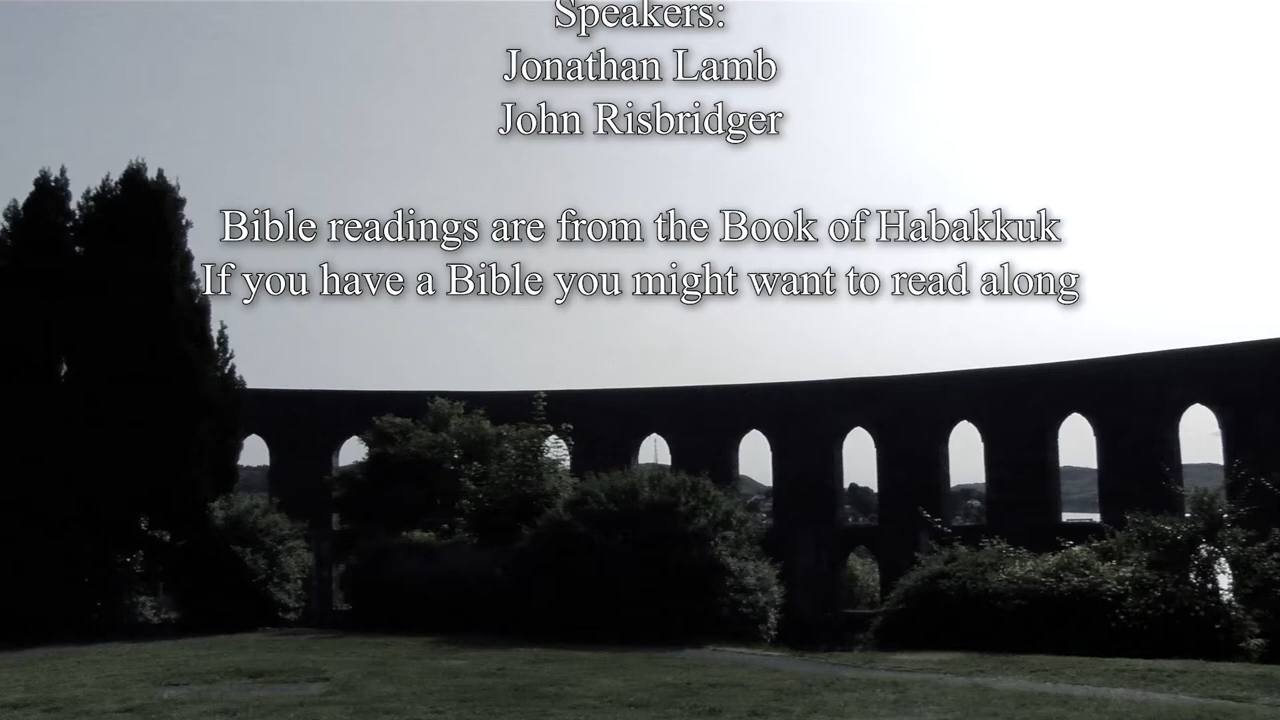 Speakers:
Jonathan Lamb
John Risbridger
Bible readings are from the Book of Habakkuk
If you have a Bible you might want to read along